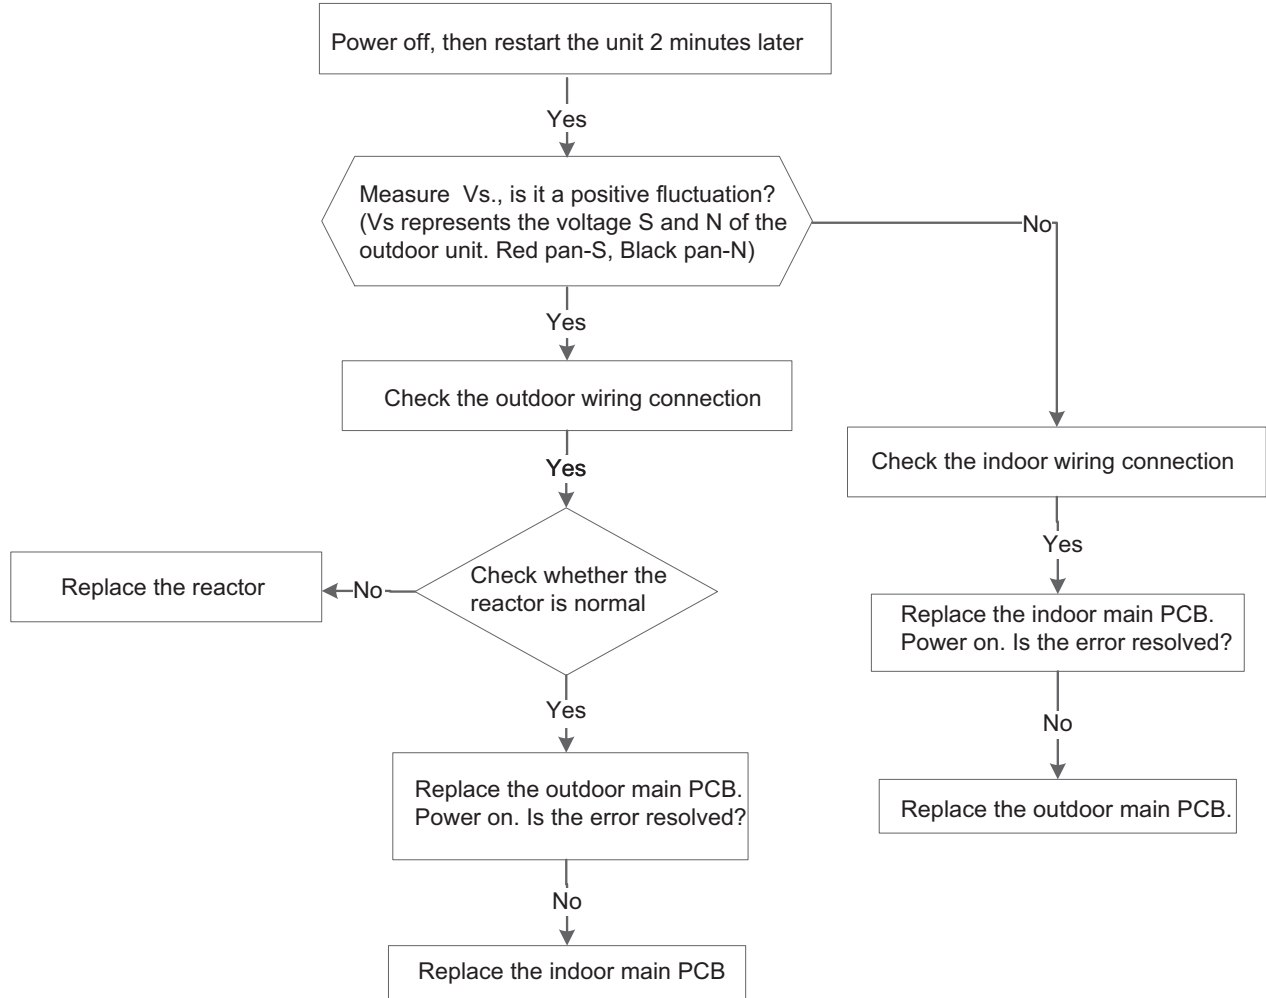 Power off, then restart the unit 2 minutes later
Yes
Measure Vs., is it a positive fluctuation?
(Vs represents the voltage S and N of the
outdoor unit. Red pan-S, Black pan-N)
No
Yes
Check the outdoor wiring connection
Yes
Check the indoor wiring connection
Yes
Check whether the
reactor is normal
No
Replace the reactor
Replace the indoor main PCB.
Power on. Is the error resolved?
Yes
No
Replace the outdoor main PCB.
Power on. Is the error resolved?
Replace the outdoor main PCB.
No
Replace the indoor main PCB